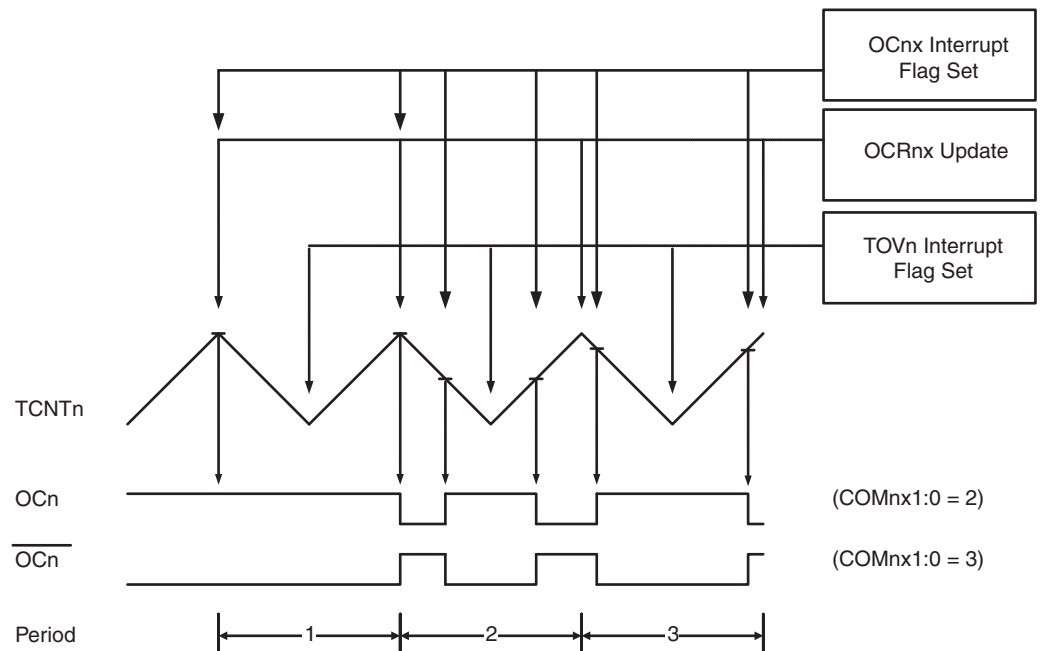 OCnx Interrupt
Flag Set
OCRnx Update
TOVn Interrupt
Flag Set
TCNTn
OCn
(COMnx1:0 = 2)
OCn
(COMnx1:0 = 3)
Period
1
2
3